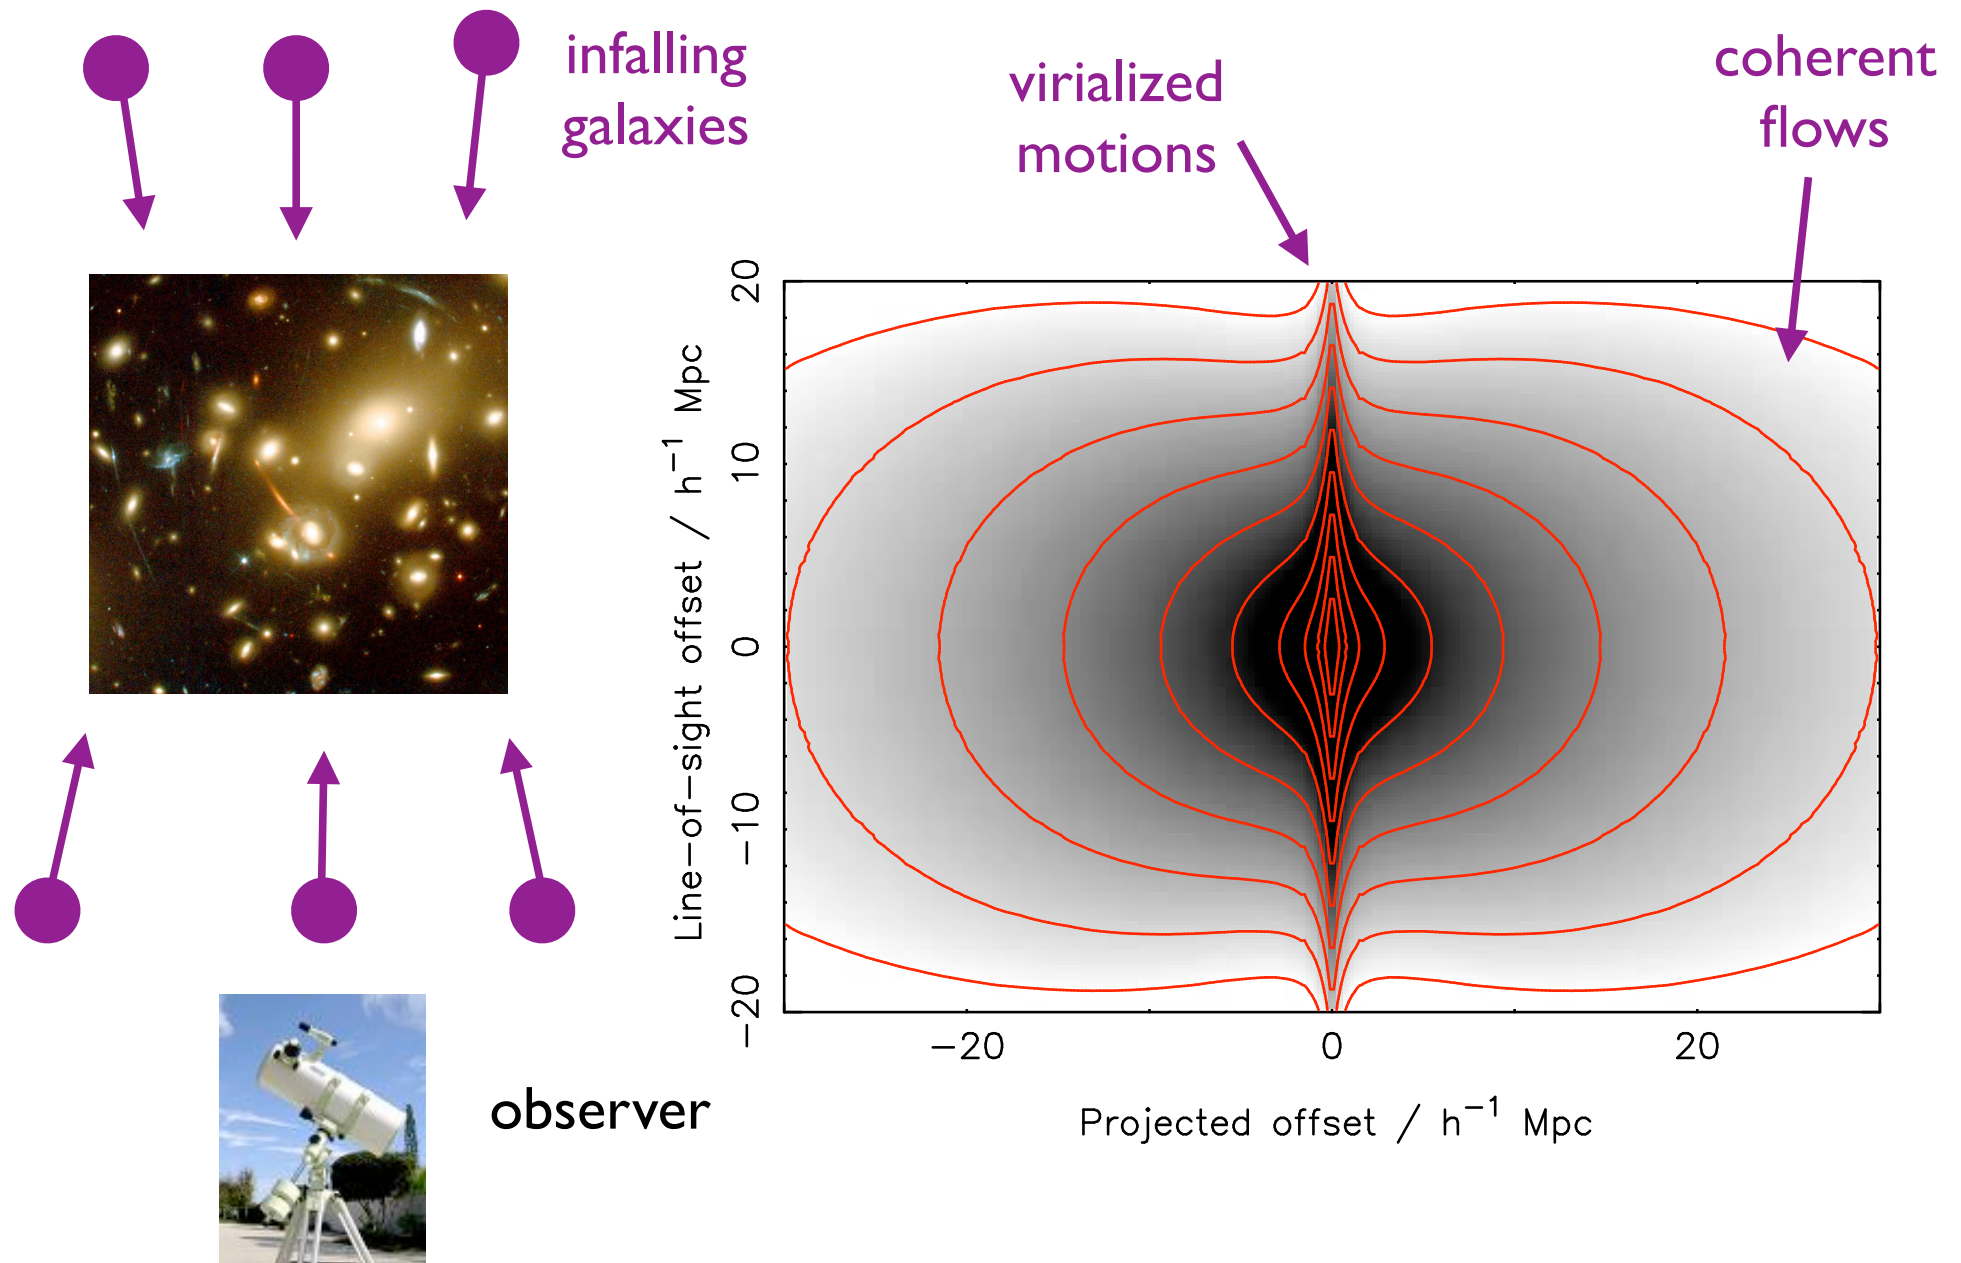 infalling
galaxies
virialized
motions
coherent
flows
Line-of-sight offset / h⁻¹ Mpc
20
10
0
-10
-20
-20
0
20
Projected offset / h⁻¹ Mpc
observer